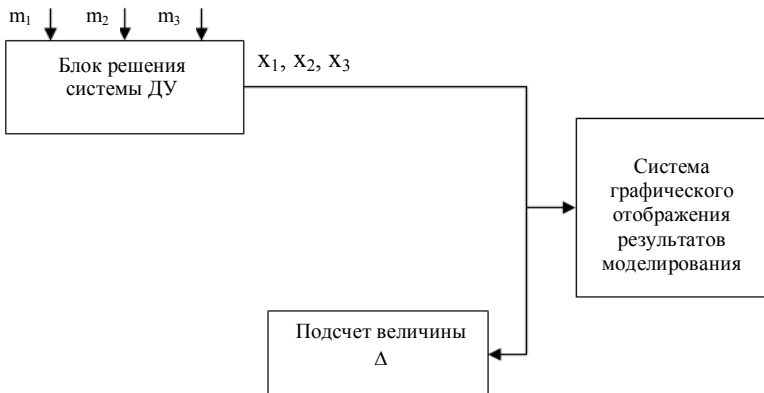 m₁ m₂ m₃
Блок решения
системы ДУ
x₁, x₂, x₃
Система
графического
отображения
результатов
моделирования
Подсчет величины
Δ